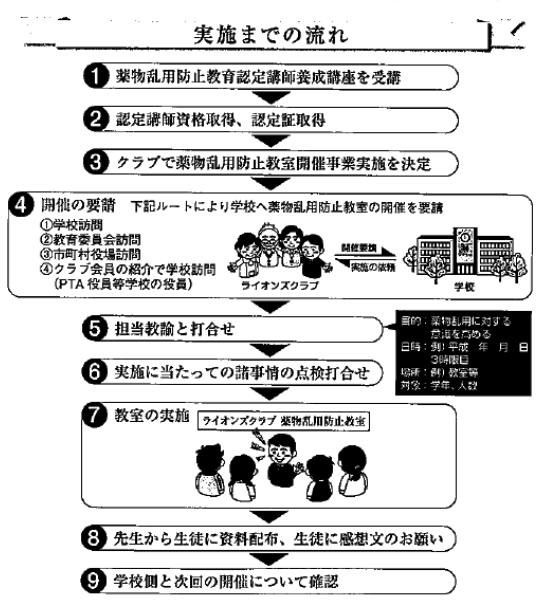 実施までの流れ
1 薬物乱用防止教育認定講師養成講座を受講
2 認定講師資格取得、認定証取得
3 クラブで薬物乱用防止教室開催事業実施を決定
4 開催の要請 下記ルートにより学校へ薬物乱用防止教室の開催を要請
①学校訪問
②教育委員会訪問
③市町村役場訪問
④クラブ会員の紹介で学校訪問
(PTA 役員等学校の役員)
開催要請
実施の依頼
ライオンズクラブ
学校
5 担当教諭と打合せ
目的:薬物乱用に対する
意識を高める
日時:例)平成 年 月 日
3時限目
場所:例)教室等
対象:学年、人数
6 実施に当たっての諸事情の点検打合せ
7 教室の実施
ライオンズクラブ 薬物乱用防止教室
8 先生から生徒に資料配布、生徒に感想文のお願い
9 学校側と次回の開催について確認